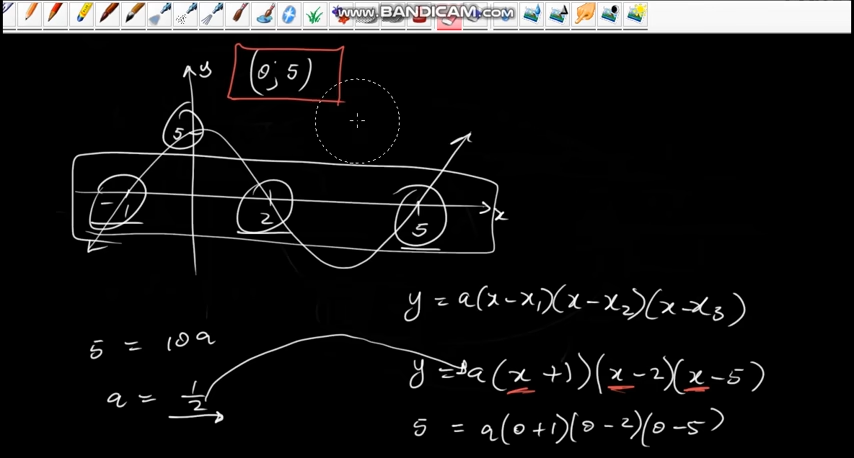 www.BANDICAM.com
y
(0; 5)
5
-1
2
5
x
y = a(x-x₁)(x-x₂)(x-x₃)
5 = 10a
y = a(x+1)(x-2)(x-5)
a = 1/2
5 = a(0+1)(0-2)(0-5)